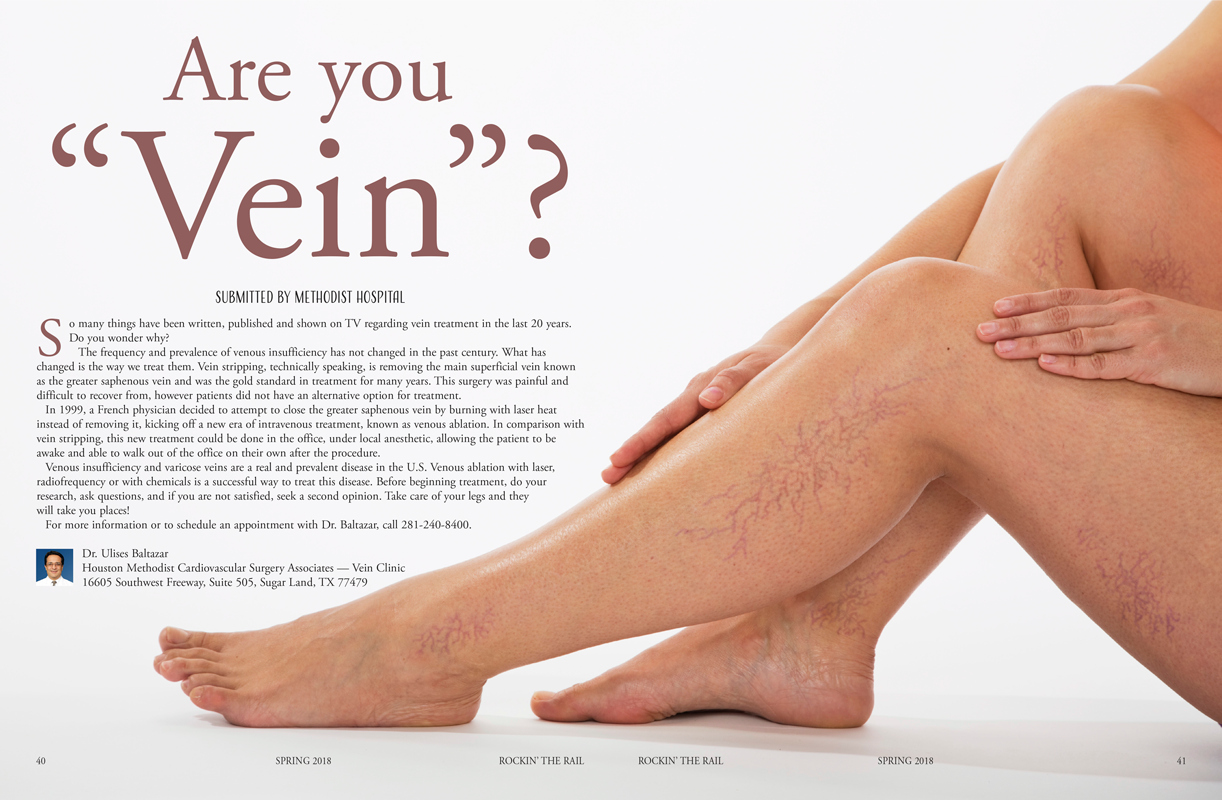 Are you
“Vein”?
SUBMITTED BY METHODIST HOSPITAL
So many things have been written, published and shown on TV regarding vein treatment in the last 20 years.
Do you wonder why?
The frequency and prevalence of venous insufficiency has not changed in the past century. What has
changed is the way we treat them. Vein stripping, technically speaking, is removing the main superficial vein known
as the greater saphenous vein and was the gold standard in treatment for many years. This surgery was painful and
difficult to recover from, however patients did not have an alternative option for treatment.
In 1999, a French physician decided to attempt to close the greater saphenous vein by burning with laser heat
instead of removing it, kicking off a new era of intravenous treatment, known as venous ablation. In comparison with
vein stripping, this new treatment could be done in the office, under local anesthetic, allowing the patient to be
awake and able to walk out of the office on their own after the procedure.
Venous insufficiency and varicose veins are a real and prevalent disease in the U.S. Venous ablation with laser,
radiofrequency or with chemicals is a successful way to treat this disease. Before beginning treatment, do your
research, ask questions, and if you are not satisfied, seek a second opinion. Take care of your legs and they
will take you places!
For more information or to schedule an appointment with Dr. Baltazar, call 281-240-8400.
Dr. Ulises Baltazar
Houston Methodist Cardiovascular Surgery Associates — Vein Clinic
16605 Southwest Freeway, Suite 505, Sugar Land, TX 77479
40 SPRING 2018 ROCKIN’ THE RAIL ROCKIN’ THE RAIL SPRING 2018 41